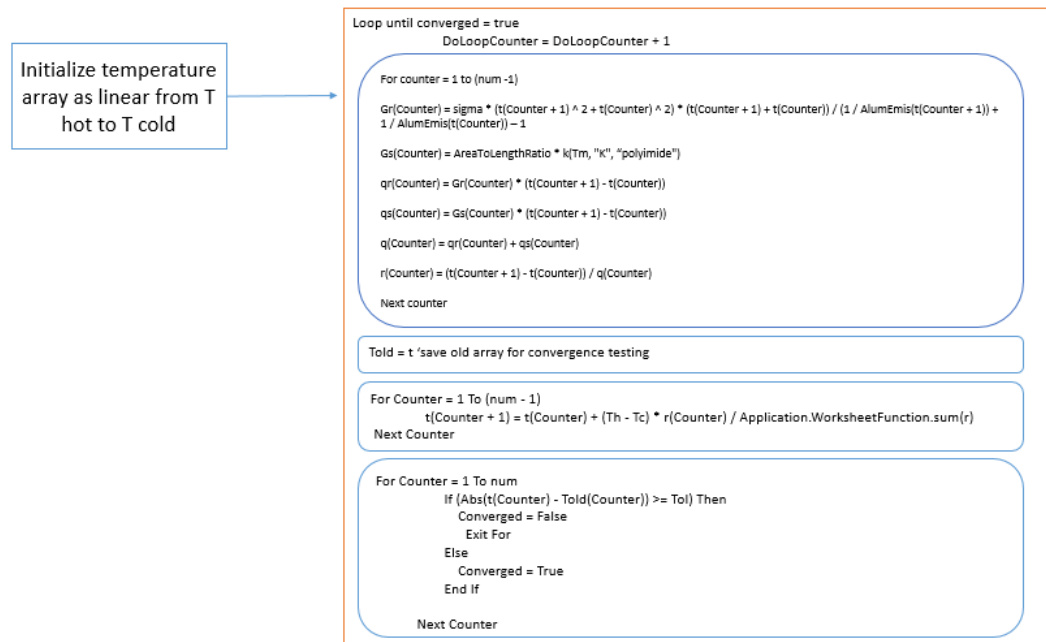 Initialize temperature
array as linear from T
hot to T cold
Loop until converged = true
DoLoopCounter = DoLoopCounter + 1
For counter = 1 to (num -1)
Gr(Counter) = sigma * (t(Counter + 1) ^ 2 + t(Counter) ^ 2) * (t(Counter + 1) + t(Counter)) / (1 / AlumEmis(t(Counter + 1)) +
1 / AlumEmis(t(Counter)) – 1
Gs(Counter) = AreaToLengthRatio * k(Tm, "K", "polyimide")
qr(Counter) = Gr(Counter) * (t(Counter + 1) - t(Counter))
qs(Counter) = Gs(Counter) * (t(Counter + 1) - t(Counter))
q(Counter) = qr(Counter) + qs(Counter)
r(Counter) = (t(Counter + 1) - t(Counter)) / q(Counter)
Next counter
Told = t 'save old array for convergence testing
For Counter = 1 To (num - 1)
t(Counter + 1) = t(Counter) + (Th - Tc) * r(Counter) / Application.WorksheetFunction.sum(r)
Next Counter
For Counter = 1 To num
If (Abs(t(Counter) - Told(Counter)) >= Tol) Then
Converged = False
Exit For
Else
Converged = True
End If
Next Counter